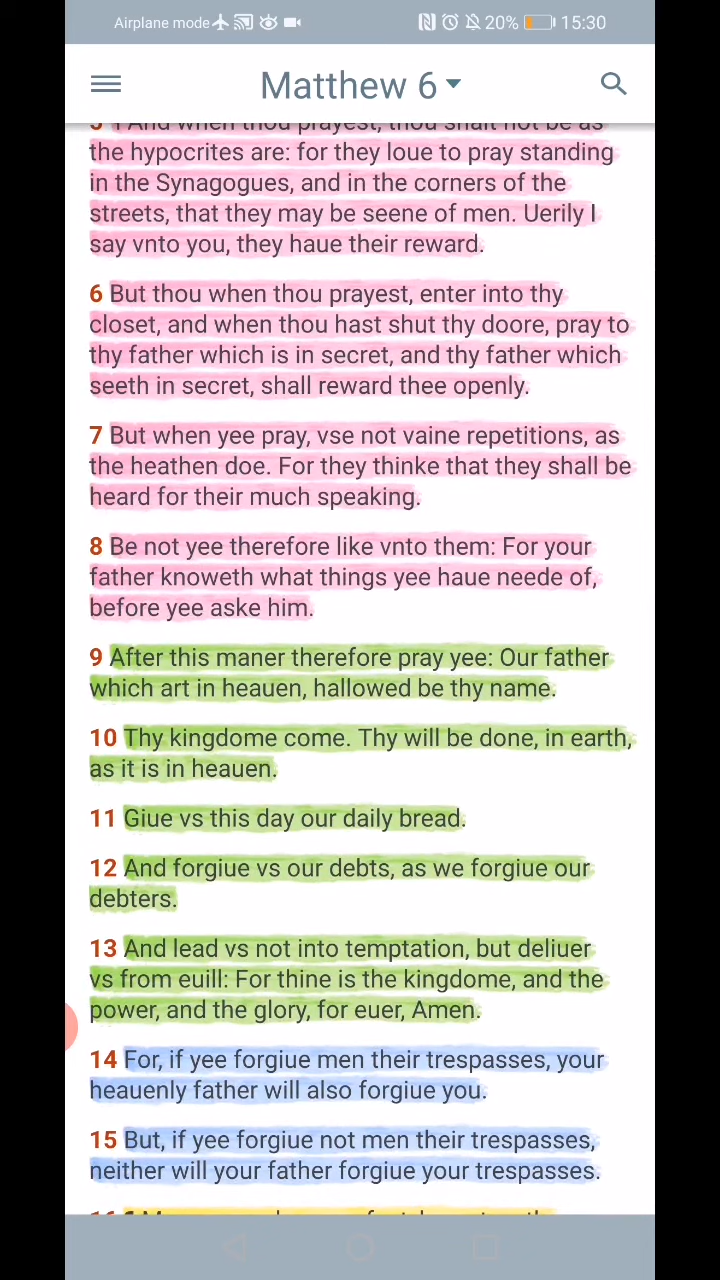 Airplane mode 20% 15:30
Matthew 6
5 ¶ And when thou prayest, thou shalt not be as
the hypocrites are: for they loue to pray standing
in the Synagogues, and in the corners of the
streets, that they may be seene of men. Uerily I
say vnto you, they haue their reward.
6 But thou when thou prayest, enter into thy
closet, and when thou hast shut thy doore, pray to
thy father which is in secret, and thy father which
seeth in secret, shall reward thee openly.
7 But when yee pray, vse not vaine repetitions, as
the heathen doe. For they thinke that they shall be
heard for their much speaking.
8 Be not yee therefore like vnto them: For your
father knoweth what things yee haue neede of,
before yee aske him.
9 After this maner therefore pray yee: Our father
which art in heauen, hallowed be thy name.
10 Thy kingdome come. Thy will be done, in earth,
as it is in heauen.
11 Giue vs this day our daily bread.
12 And forgiue vs our debts, as we forgiue our
debters.
13 And lead vs not into temptation, but deliuer
vs from euill: For thine is the kingdome, and the
power, and the glory, for euer, Amen.
14 For, if yee forgiue men their trespasses, your
heauenly father will also forgiue you.
15 But, if yee forgiue not men their trespasses,
neither will your father forgiue your trespasses.